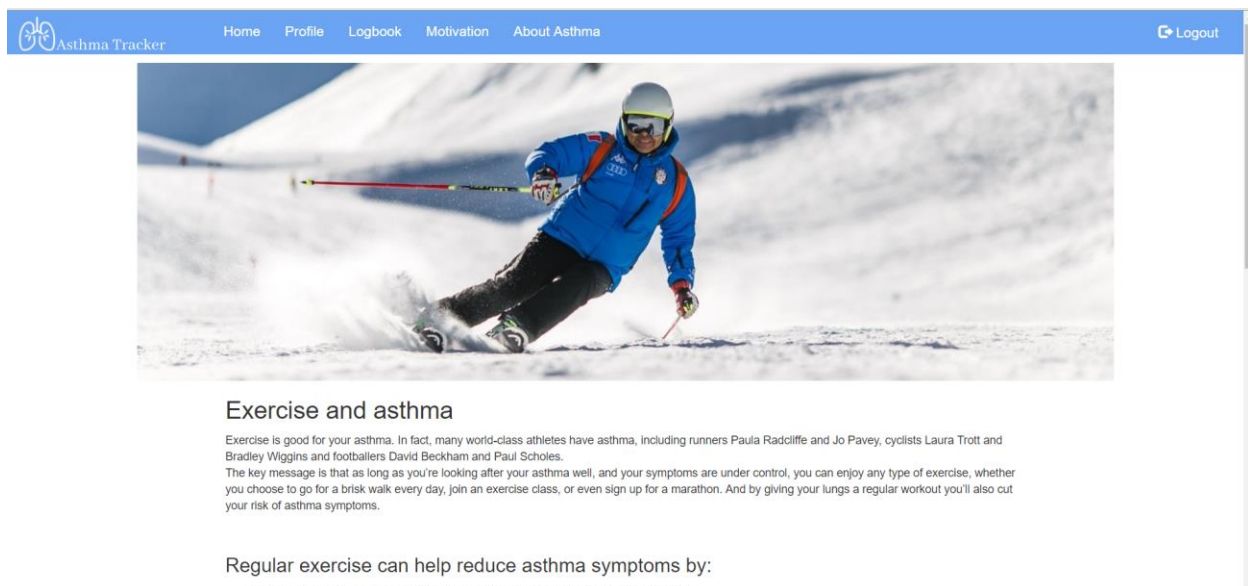 Asthma Tracker
Home Profile Logbook Motivation About Asthma
Logout
Exercise and asthma
Exercise is good for your asthma. In fact, many world-class athletes have asthma, including runners Paula Radcliffe and Jo Pavey, cyclists Laura Trott and
Bradley Wiggins and footballers David Beckham and Paul Scholes.
The key message is that as long as you're looking after your asthma well, and your symptoms are under control, you can enjoy any type of exercise, whether
you choose to go for a brisk walk every day, join an exercise class, or even sign up for a marathon. And by giving your lungs a regular workout you'll also cut
your risk of asthma symptoms.
Regular exercise can help reduce asthma symptoms by: